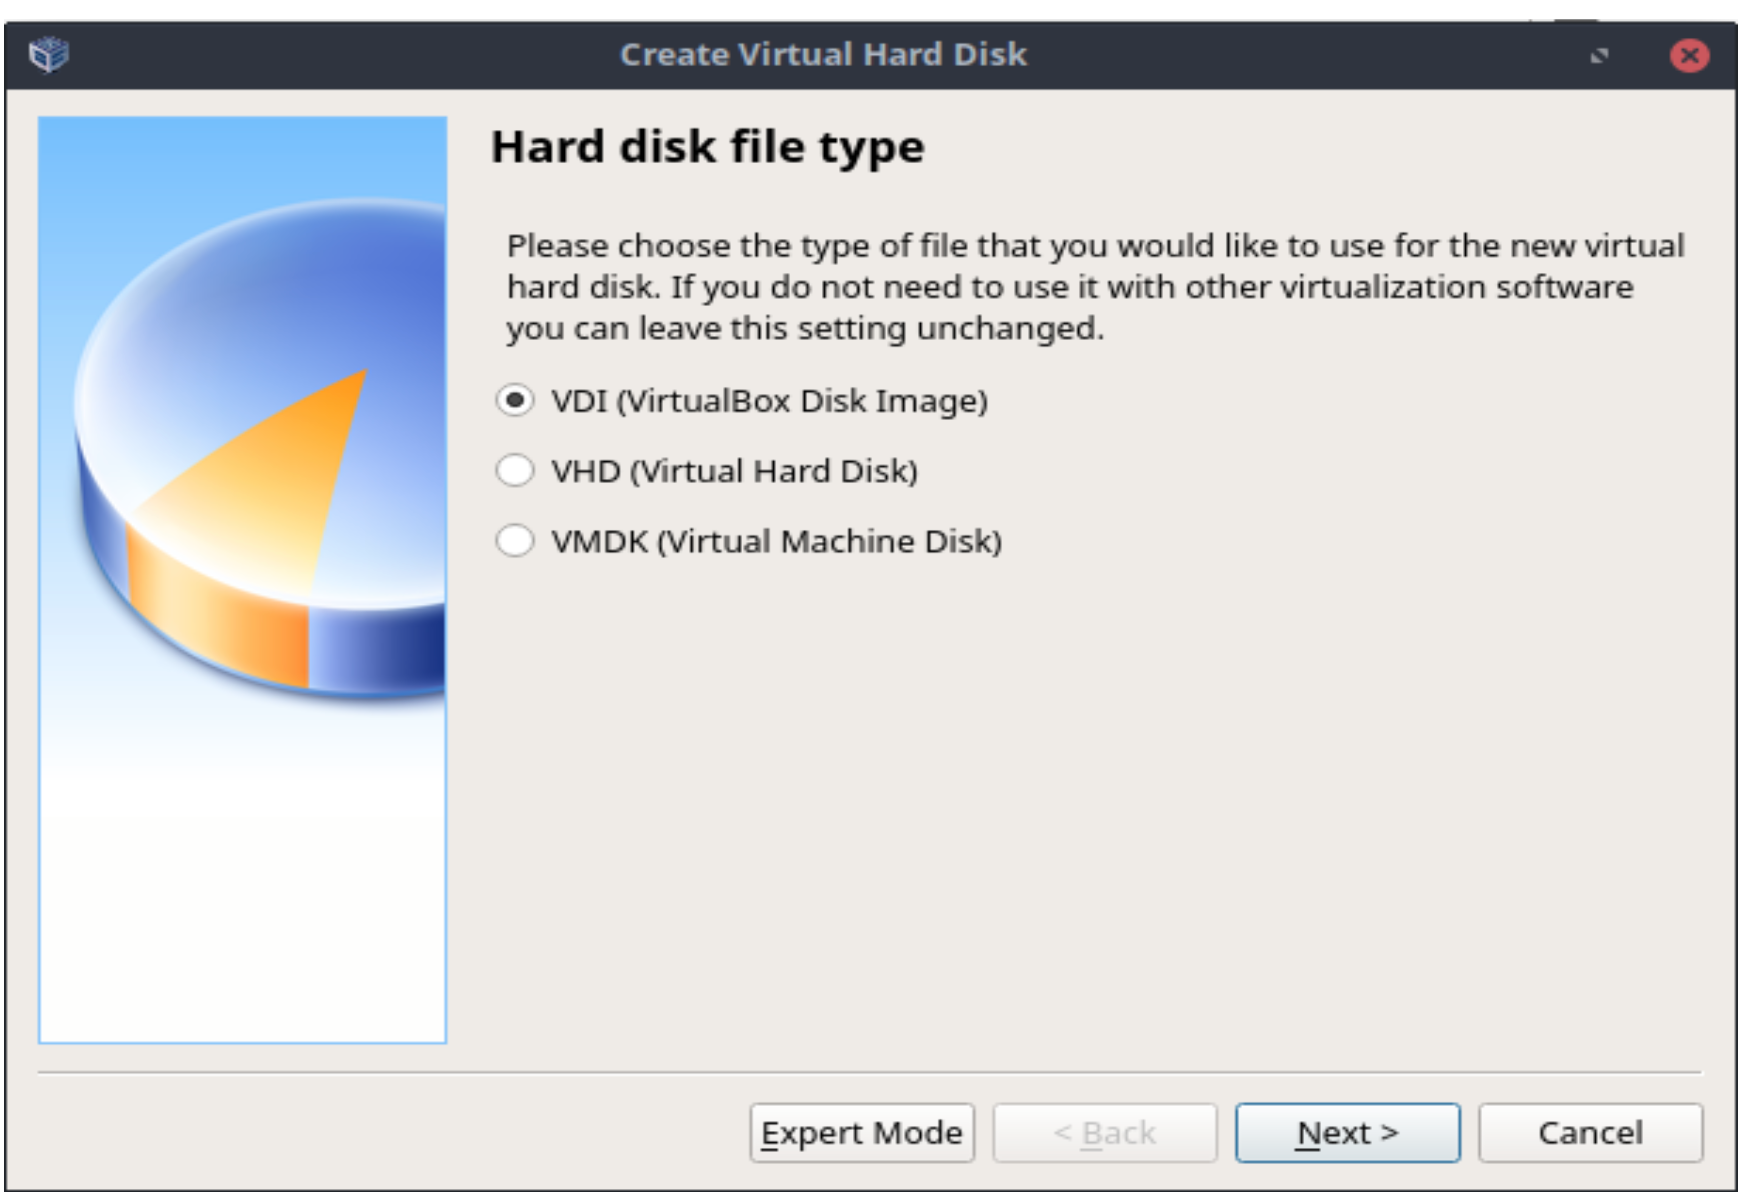 Create Virtual Hard Disk
Hard disk file type
Please choose the type of file that you would like to use for the new virtual
hard disk. If you do not need to use it with other virtualization software
you can leave this setting unchanged.
VDI (VirtualBox Disk Image)
VHD (Virtual Hard Disk)
VMDK (Virtual Machine Disk)
Expert Mode
< Back
Next >
Cancel